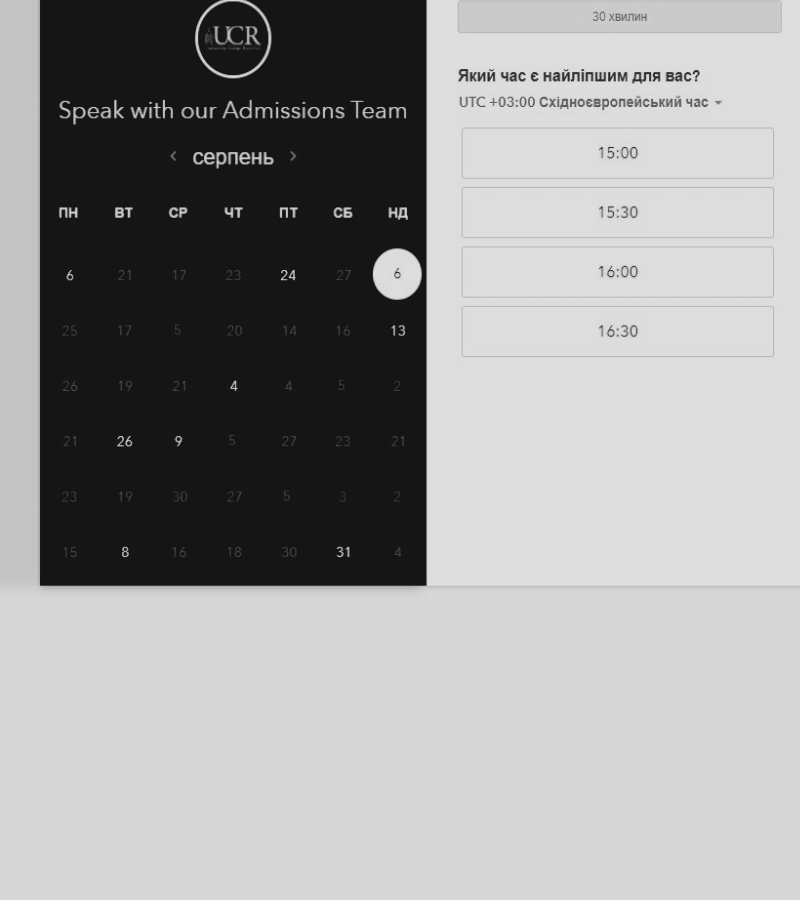 UCR
30 хвилин
Speak with our Admissions Team
серпень
ПН ВТ СР ЧТ ПТ СБ НД
6 21 17 23 24 27 6
25 17 5 20 14 16 13
26 19 21 4 4 5 2
21 26 9 5 27 23 21
23 19 30 27 5 3 2
15 8 16 18 30 31 4
Який час є найліпшим для вас?
UTC +03:00 Східноєвропейський час
15:00
15:30
16:00
16:30